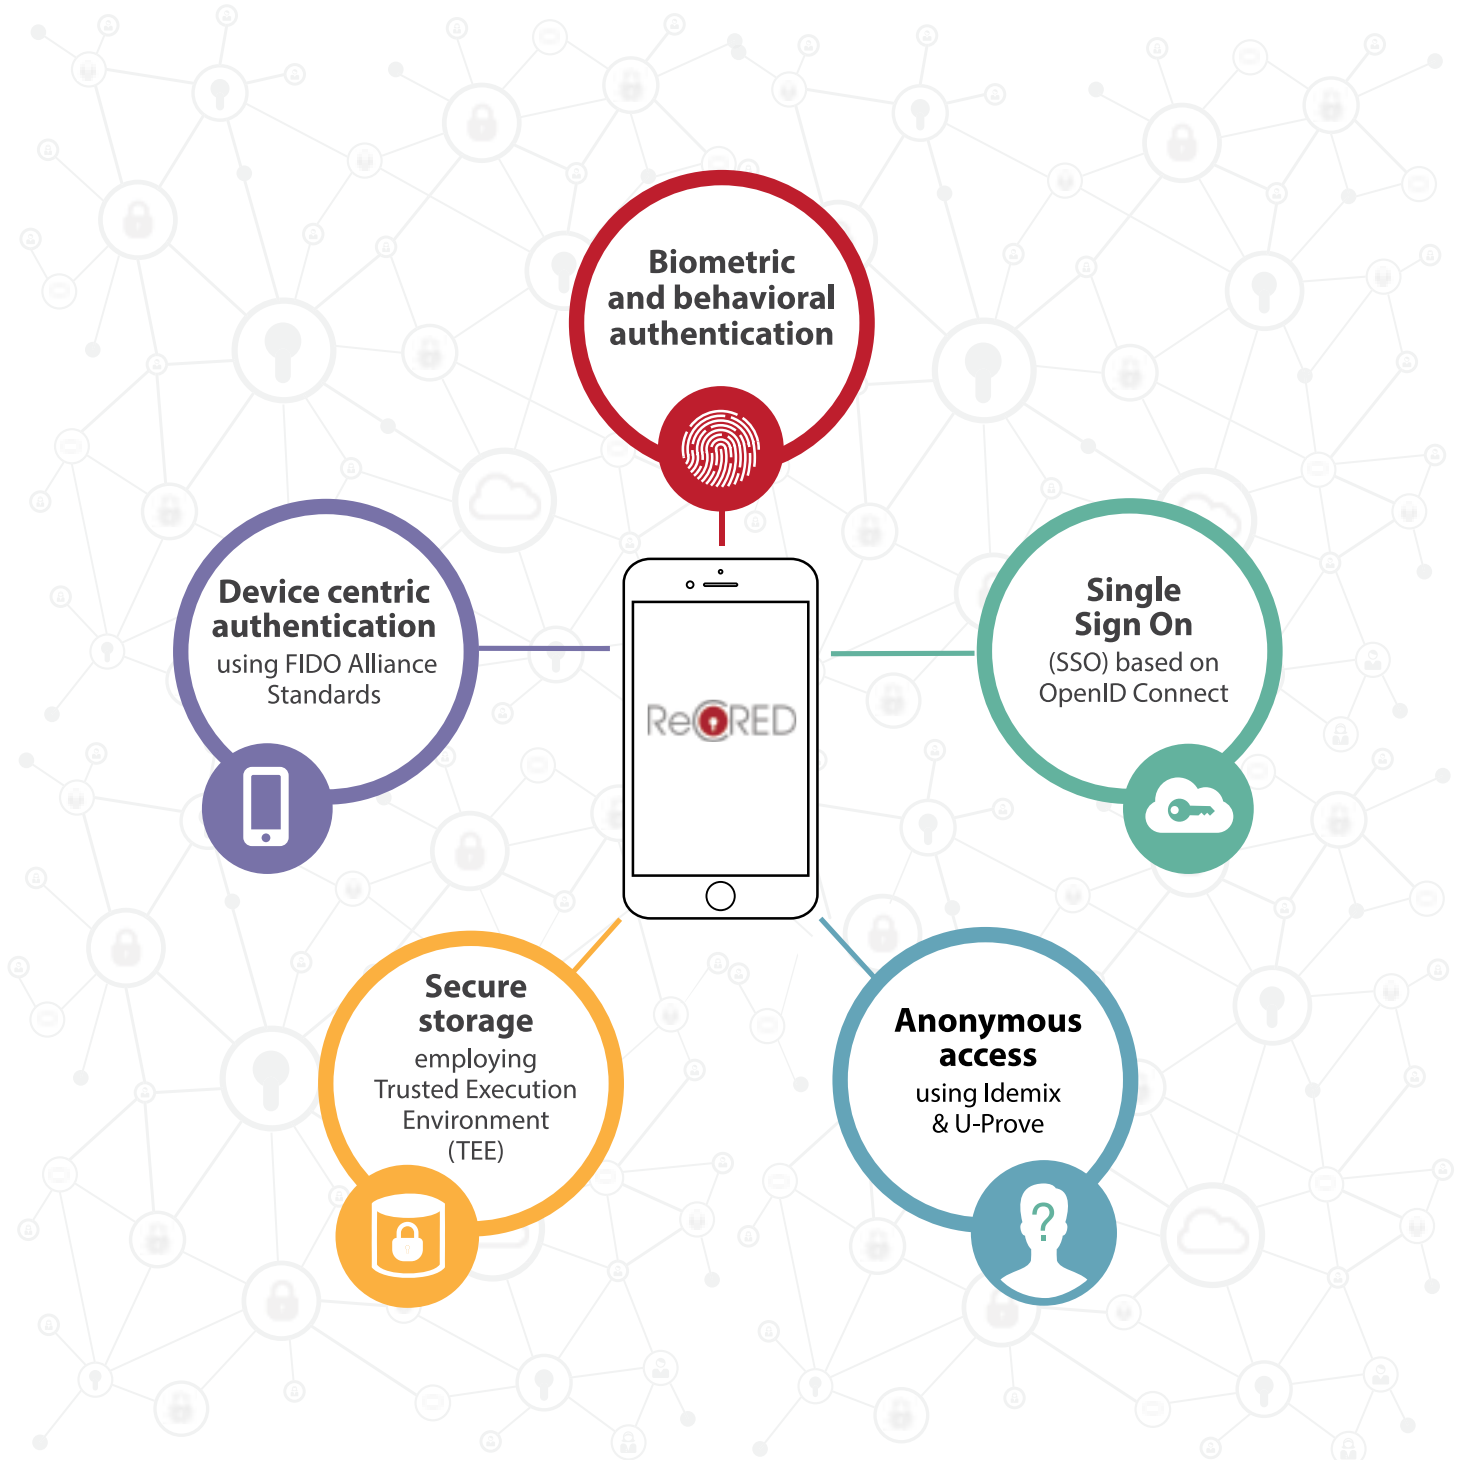 Biometric
and behavioral
authentication
Device centric
authentication
using FIDO Alliance
Standards
Single
Sign On
(SSO) based on
OpenID Connect
ReCRED
Secure
storage
employing
Trusted Execution
Environment
(TEE)
Anonymous
access
using Idemix
& U-Prove
?